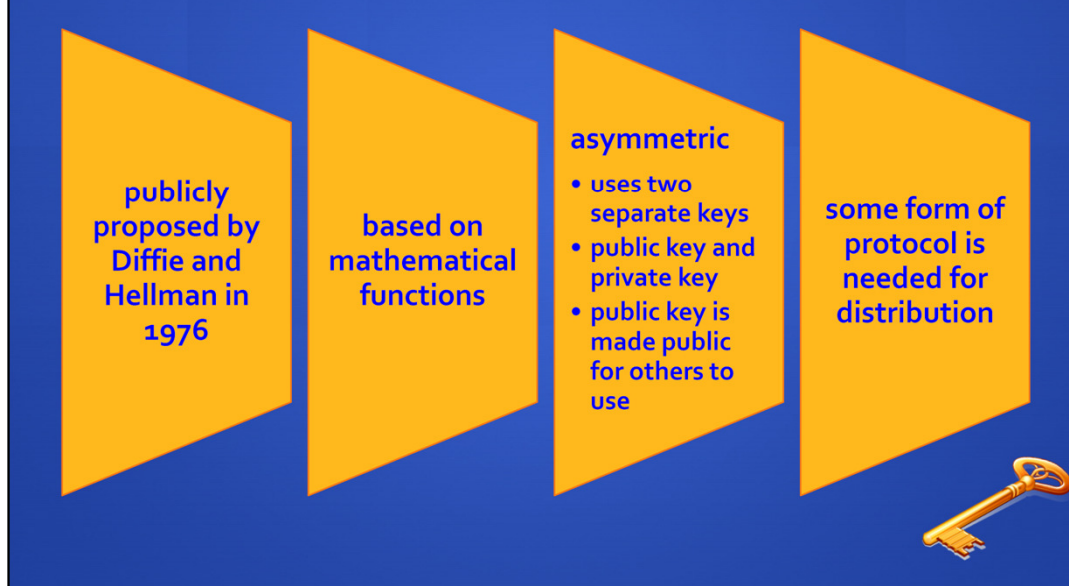 publicly
proposed by
Diffie and
Hellman in
1976
based on
mathematical
functions
asymmetric
• uses two
separate keys
• public key and
private key
• public key is
made public
for others to
use
some form of
protocol is
needed for
distribution